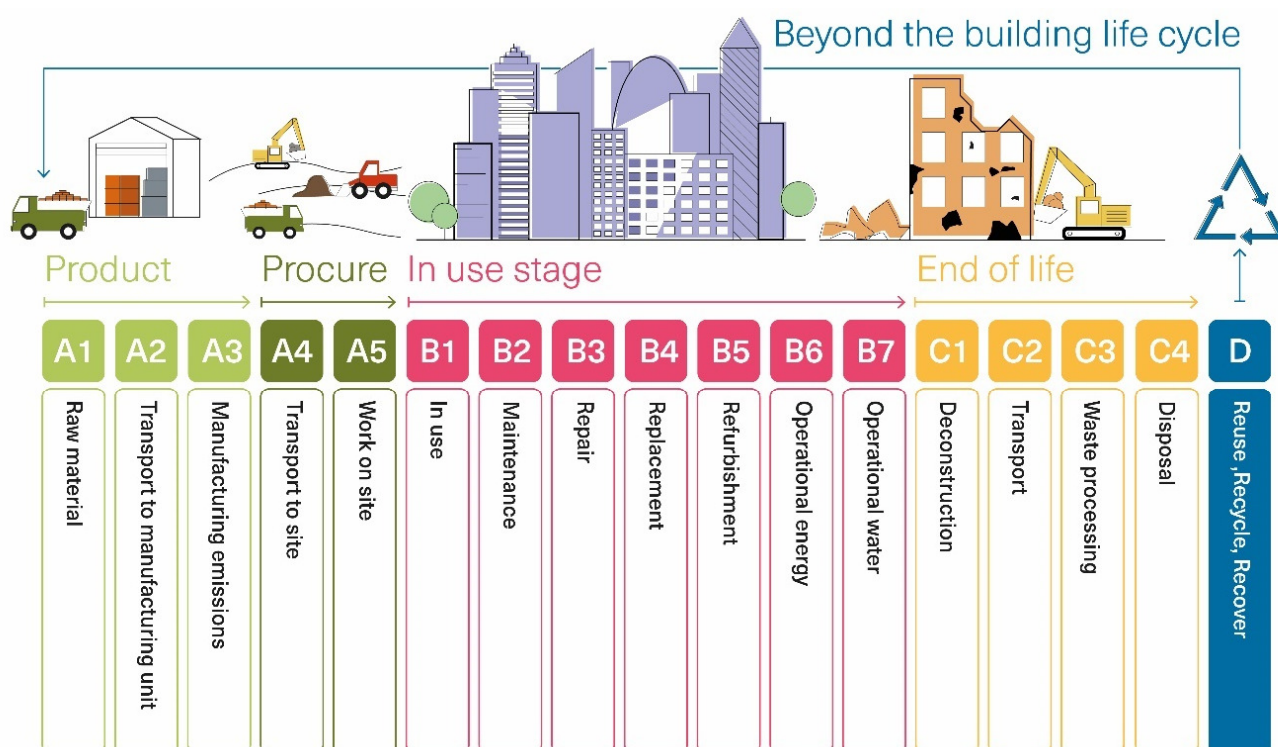 Beyond the building life cycle
Product
Procure
In use stage
End of life
A1
A2
A3
A4
A5
B1
B2
B3
B4
B5
B6
B7
C1
C2
C3
C4
D
Raw material
Transport to manufacturing unit
Manufacturing emissions
Transport to site
Work on site
In use
Maintenance
Repair
Replacement
Refurbishment
Operational energy
Operational water
Deconstruction
Transport
Waste processing
Disposal
Reuse ,Recycle, Recover